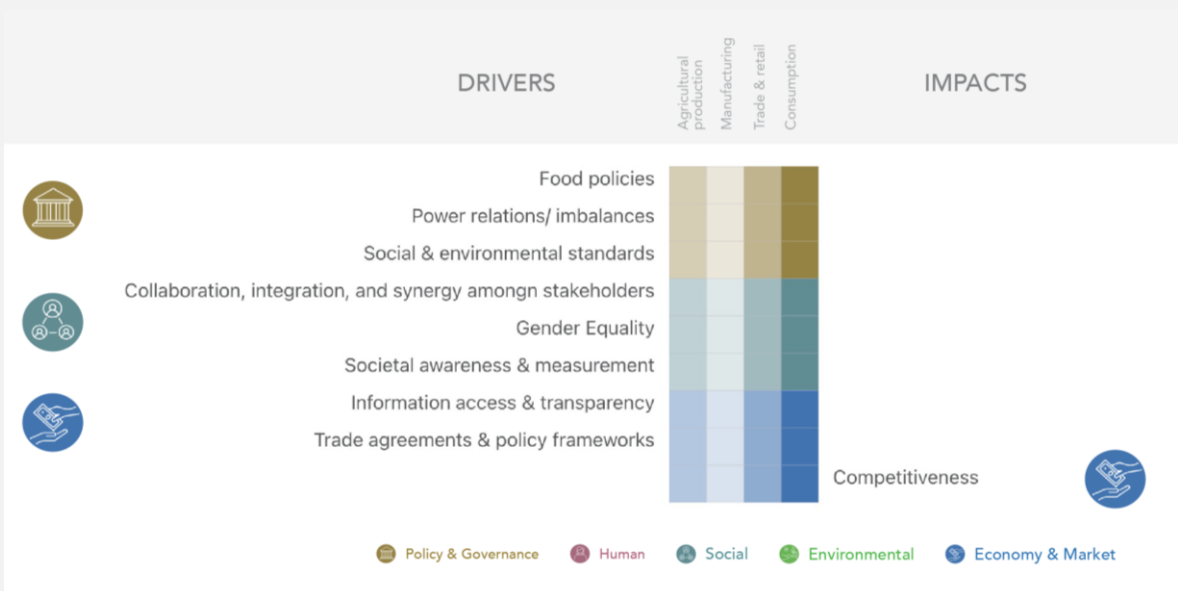 DRIVERS
Agricultural
production
Manufacturing
Trade & retail
Consumption
IMPACTS
Food policies
Power relations/ imbalances
Social & environmental standards
Collaboration, integration, and synergy amongn stakeholders
Gender Equality
Societal awareness & measurement
Information access & transparency
Trade agreements & policy frameworks
Competitiveness
Policy & Governance
Human
Social
Environmental
Economy & Market